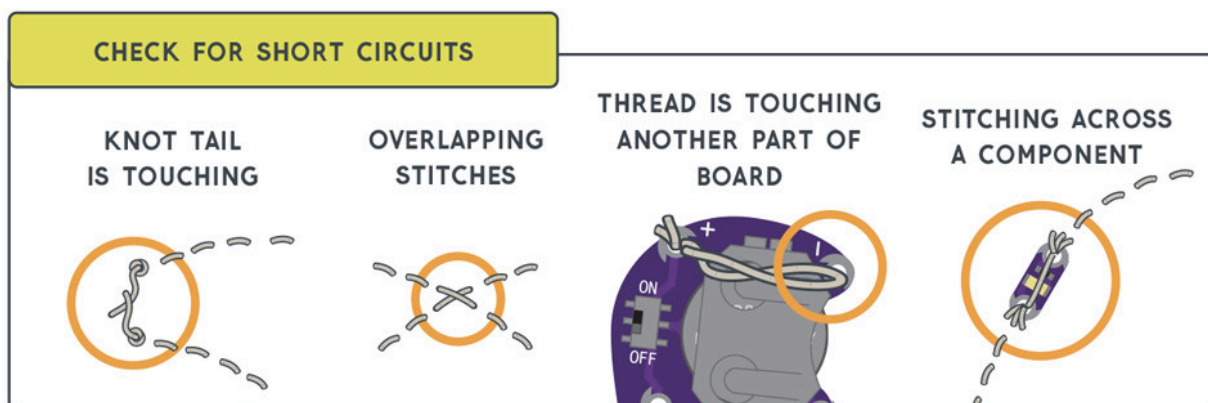 CHECK FOR SHORT CIRCUITS
KNOT TAIL
IS TOUCHING
OVERLAPPING
STITCHES
THREAD IS TOUCHING
ANOTHER PART OF
BOARD
STITCHING ACROSS
A COMPONENT
+
−
ON
OFF